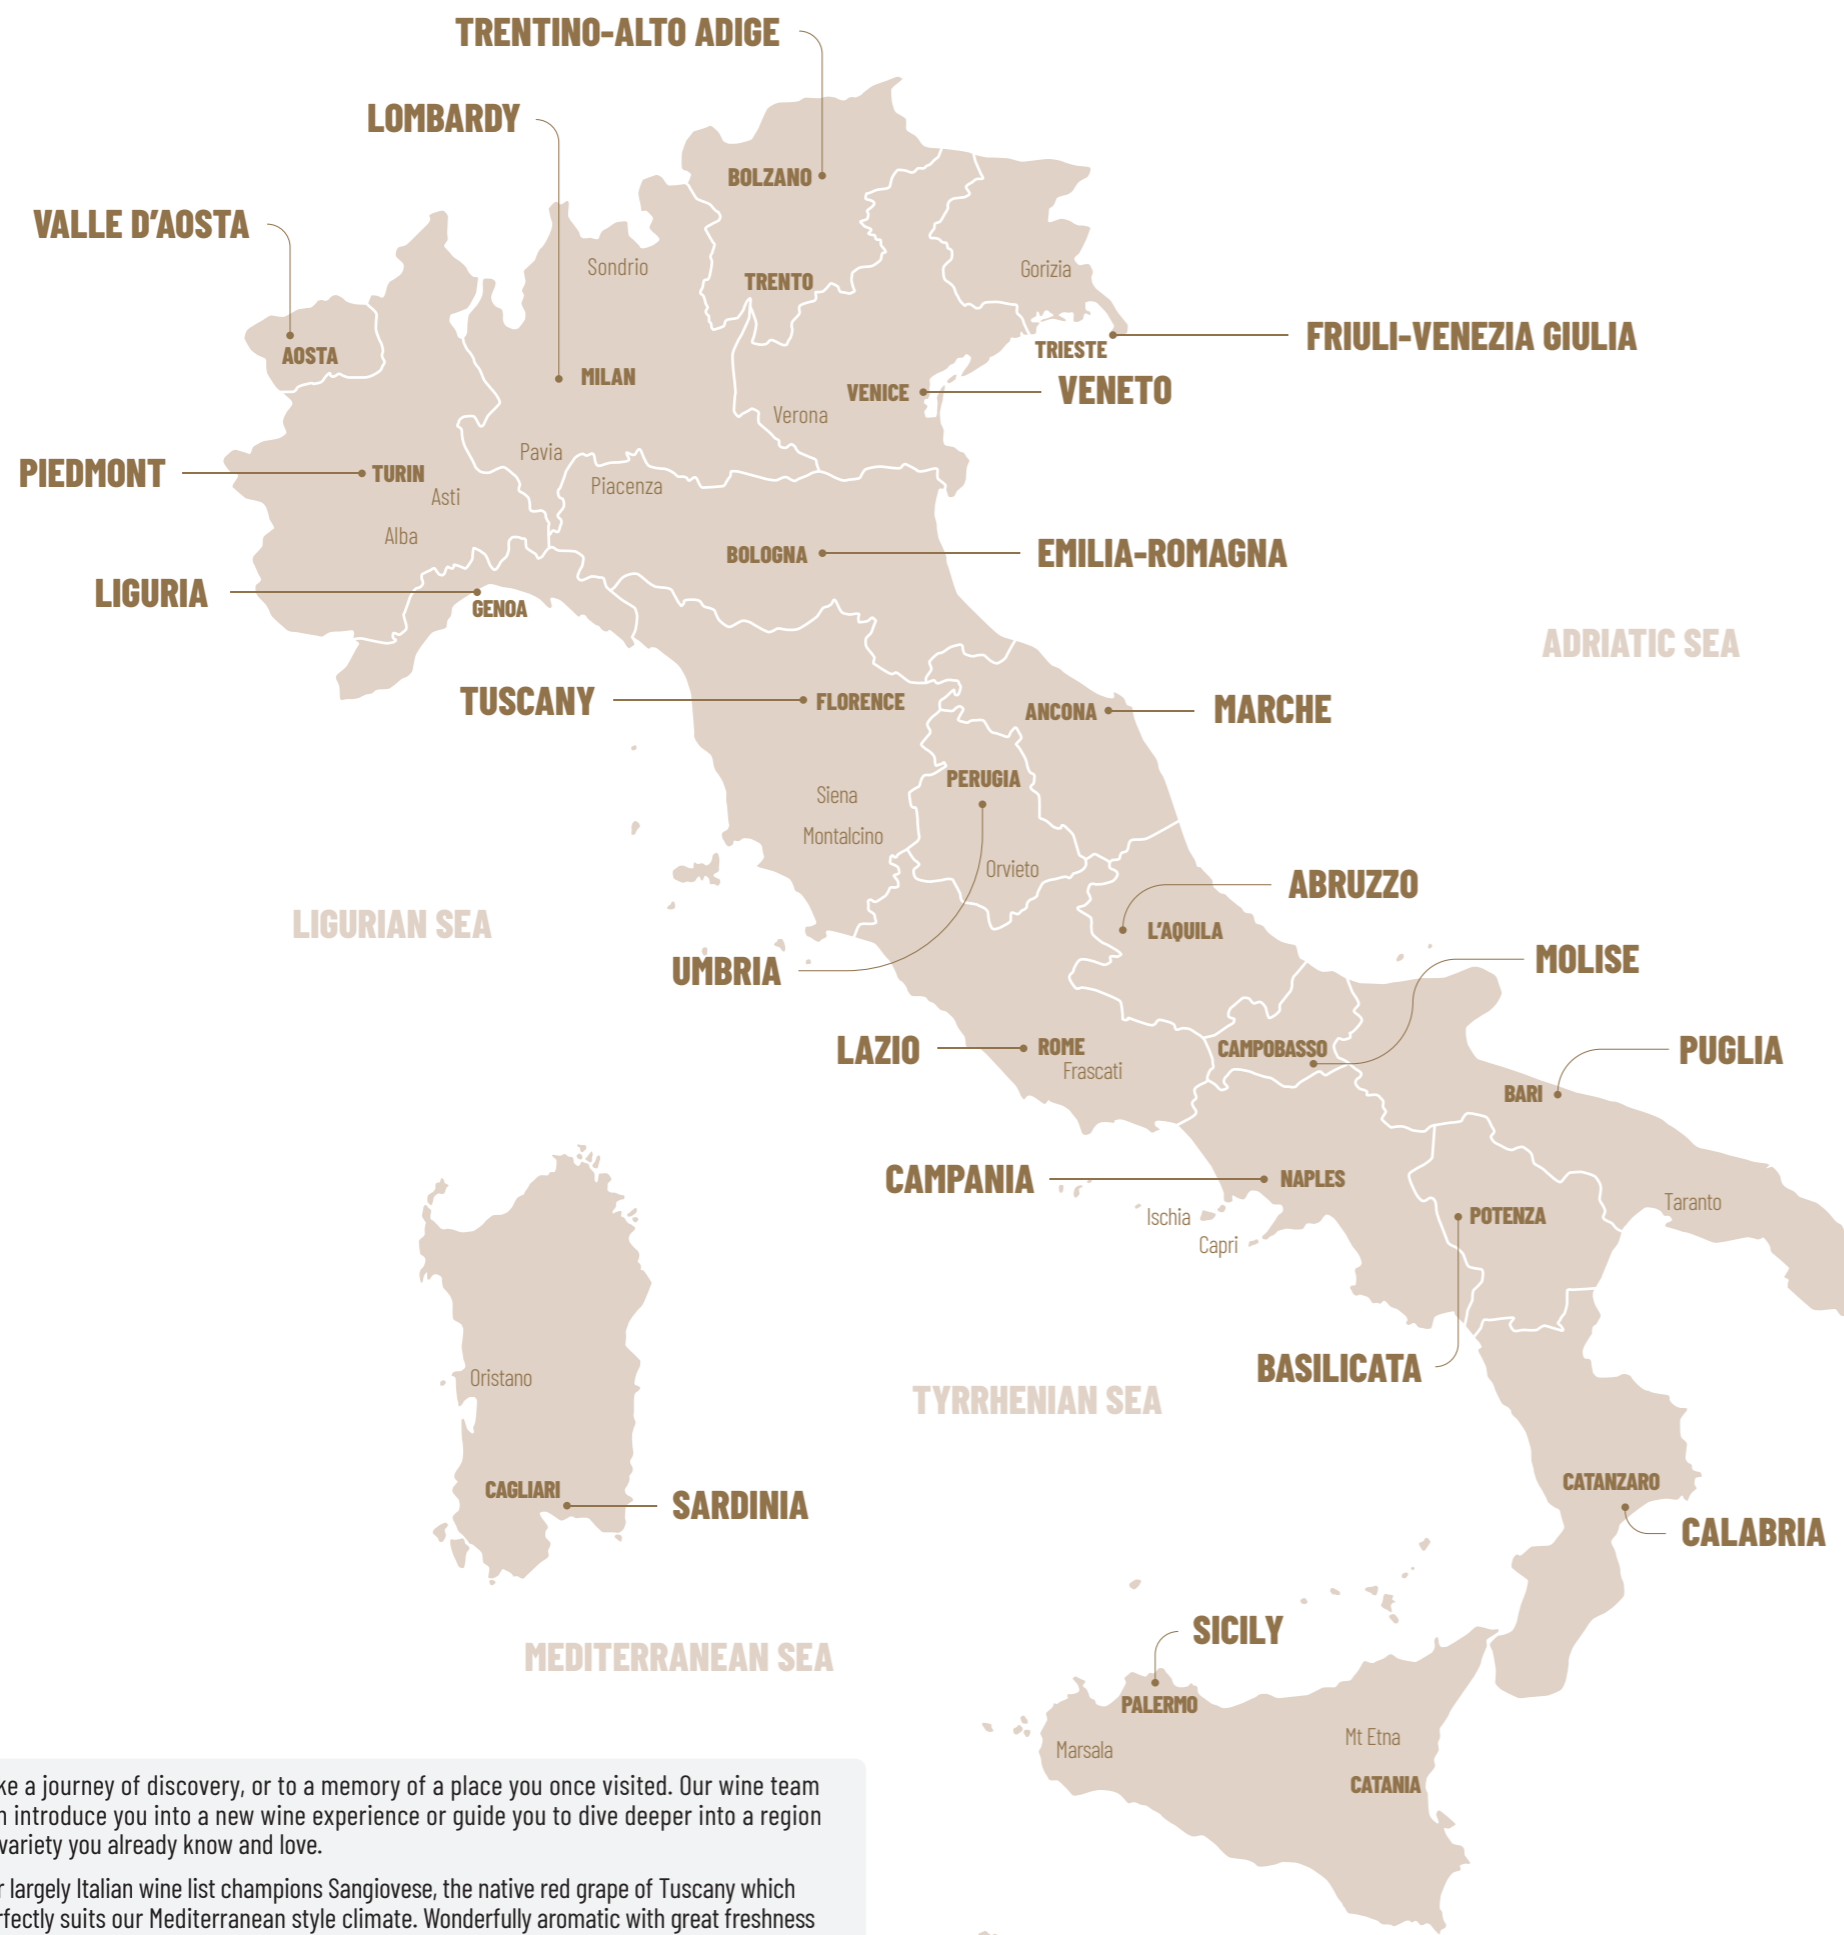 TRENTINO-ALTO ADIGE
LOMBARDY
BOLZANO
VALLE D'AOSTA
Sondrio
Gorizia
TRENTO
FRIULI-VENEZIA GIULIA
TRIESTE
AOSTA
MILAN
VENICE
VENETO
Verona
Pavia
PIEDMONT
TURIN
Asti
Piacenza
Alba
BOLOGNA
EMILIA-ROMAGNA
LIGURIA
GENOA
ADRIATIC SEA
TUSCANY
FLORENCE
ANCONA
MARCHE
PERUGIA
Siena
Montalcino
Orvieto
ABRUZZO
LIGURIAN SEA
L'AQUILA
MOLISE
UMBRIA
LAZIO
ROME
CAMPOBASSO
PUGLIA
Frascati
BARI
CAMPANIA
NAPLES
Taranto
Ischia
POTENZA
Capri
BASILICATA
Oristano
TYRRHENIAN SEA
CATANZARO
CAGLIARI
SARDINIA
CALABRIA
SICILY
MEDITERRANEAN SEA
PALERMO
Mt Etna
Marsala
CATANIA
a journey of discovery, or to a memory of a place you once visited. Our wine team
introduce you into a new wine experience or guide you to dive deeper into a region
variety you already know and love.
largely Italian wine list champions Sangiovese, the native red grape of Tuscany which
suits our Mediterranean style climate. Wonderfully aromatic with great freshness